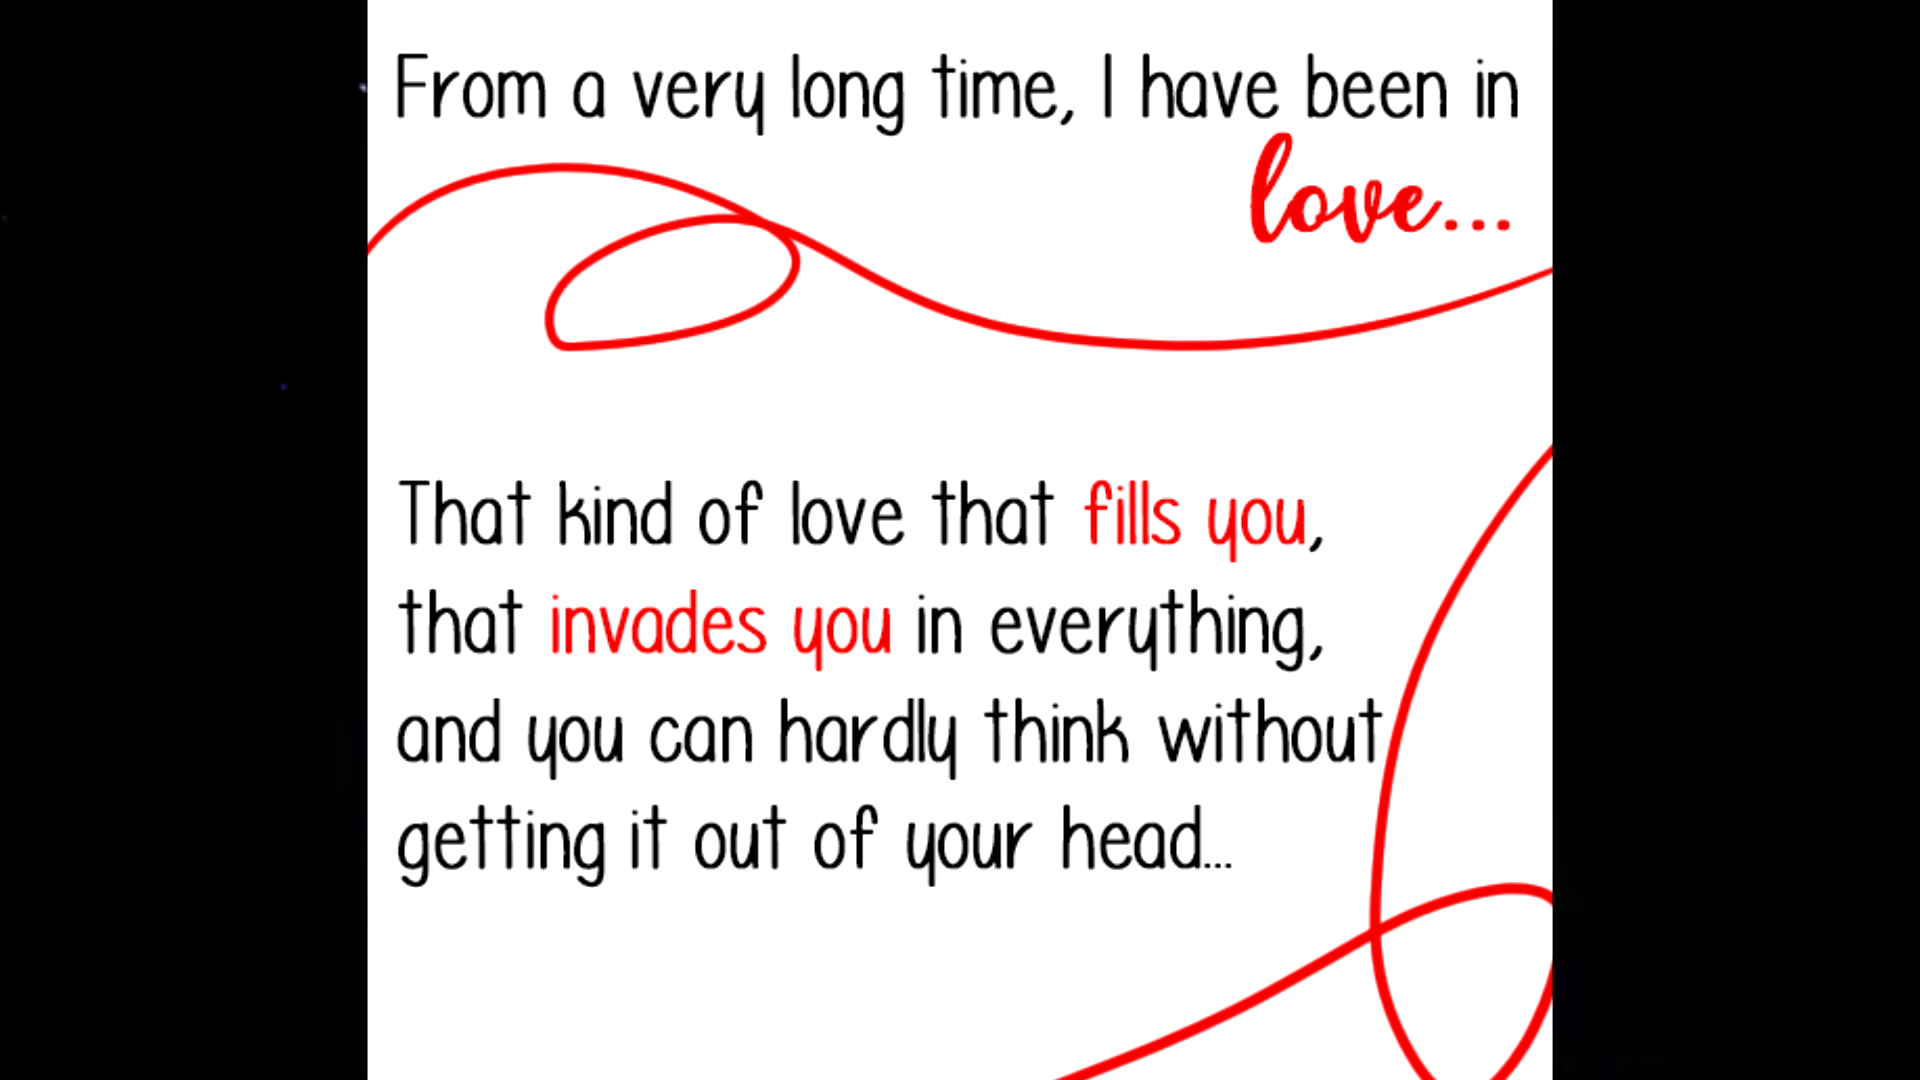 From a very long time, I have been in
love...
That kind of love that fills you,
that invades you in everything,
and you can hardly think without
getting it out of your head...